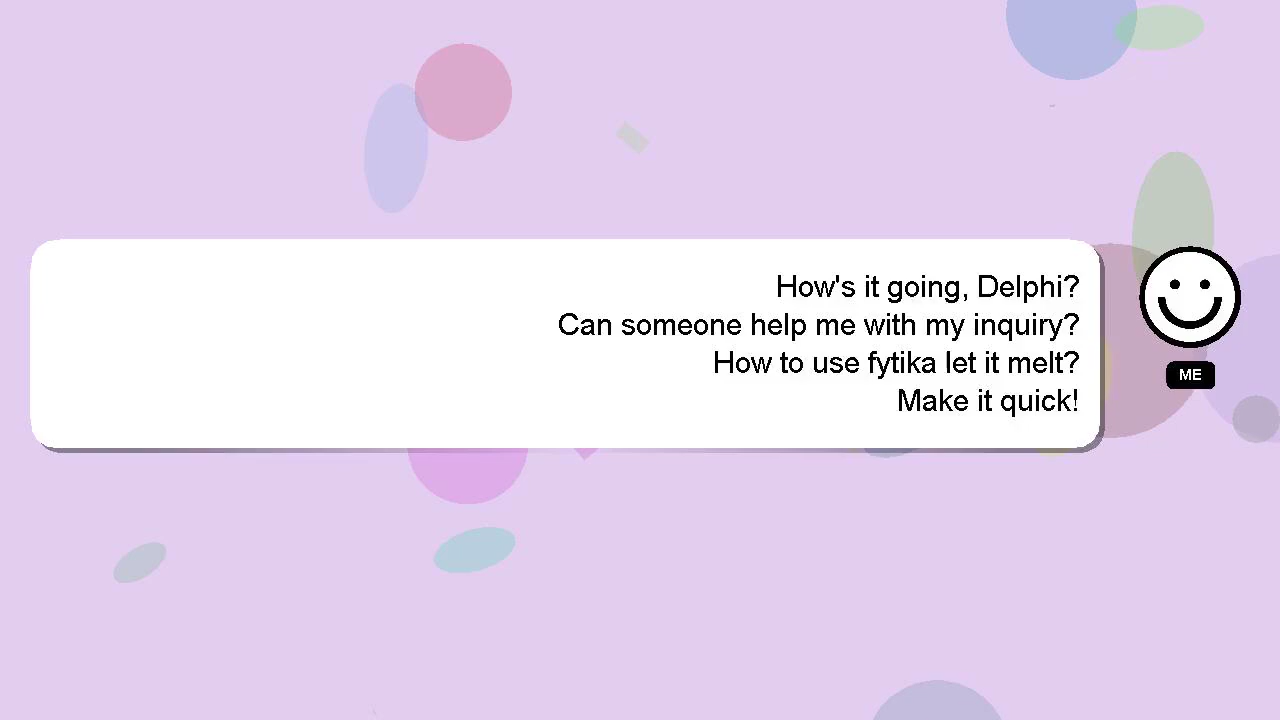 How's it going, Delphi?
Can someone help me with my inquiry?
How to use fytika let it melt?
Make it quick!
ME